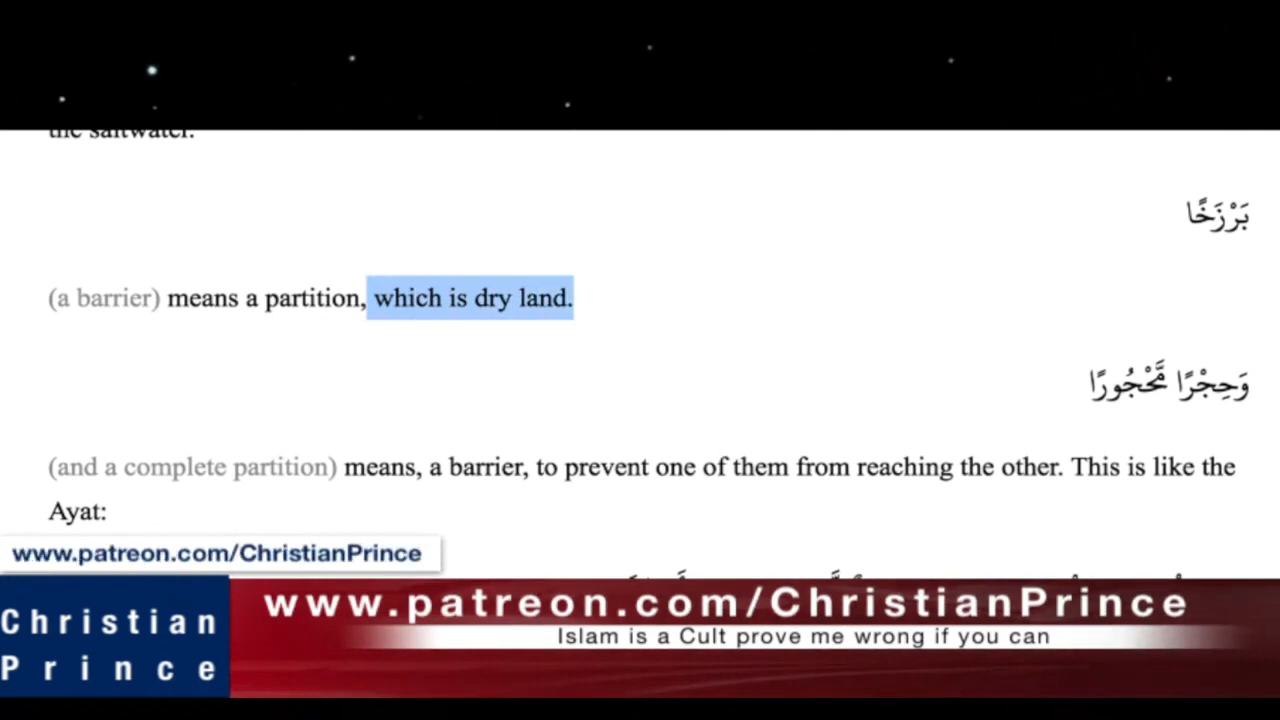 the saltwater.
بَرْزَخًا
(a barrier) means a partition, which is dry land.
وَحِجْرًا مَّحْجُورًا
(and a complete partition) means, a barrier, to prevent one of them from reaching the other. This is like the
Ayat:
www.patreon.com/ChristianPrince
www.patreon.com/ChristianPrince
Islam is a Cult prove me wrong if you can
Christian
Prince